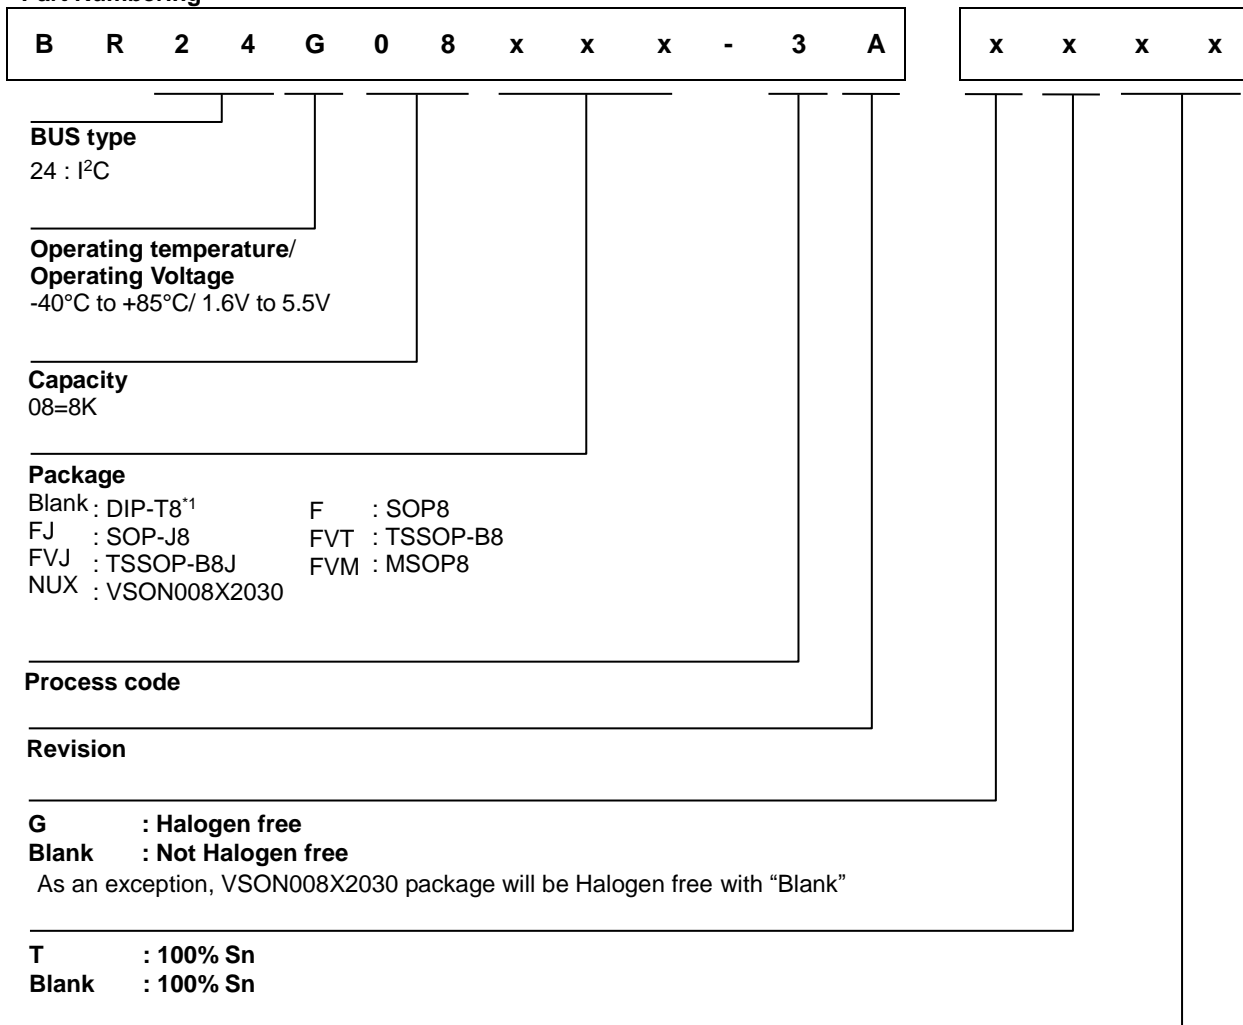 Part Numbering
B R 2 4 G 0 8 x x x - 3 A x x x x
BUS type
24 : I²C
Operating temperature/
Operating Voltage
-40°C to +85°C/ 1.6V to 5.5V
Capacity
08=8K
Package
Blank : DIP-T8*1 F : SOP8
FJ : SOP-J8 FVT : TSSOP-B8
FVJ : TSSOP-B8J FVM : MSOP8
NUX : VSON008X2030
Process code
Revision
G : Halogen free
Blank : Not Halogen free
As an exception, VSON008X2030 package will be Halogen free with “Blank”
T : 100% Sn
Blank : 100% Sn